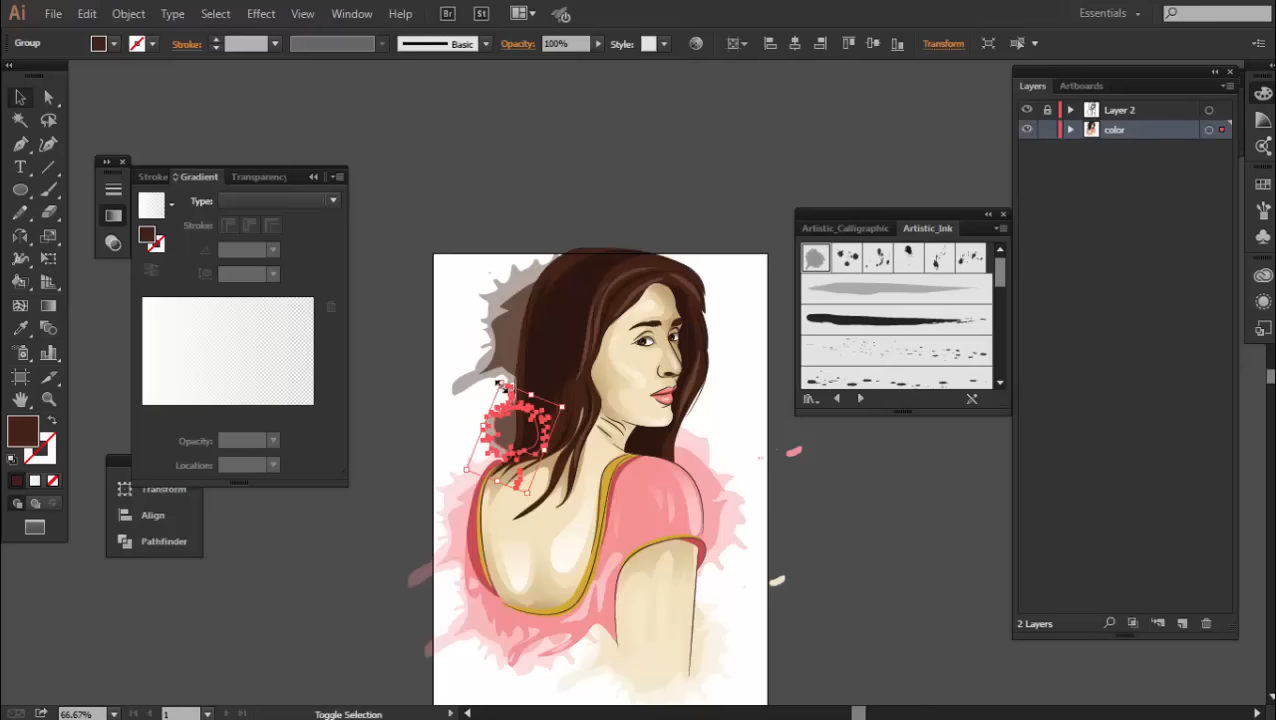 Ai File Edit Object Type Select Effect View Window Help Br St Essentials
Group Stroke: Basic Opacity: 100% Style: Transform
Layers Artboards
Layer 2
color
Stroke Gradient Transparency
Type:
Stroke:
Opacity:
Location:
Artistic_Calligraphic Artistic_Ink
Transform
Align
Pathfinder
2 Layers
66.67% 1 Toggle Selection